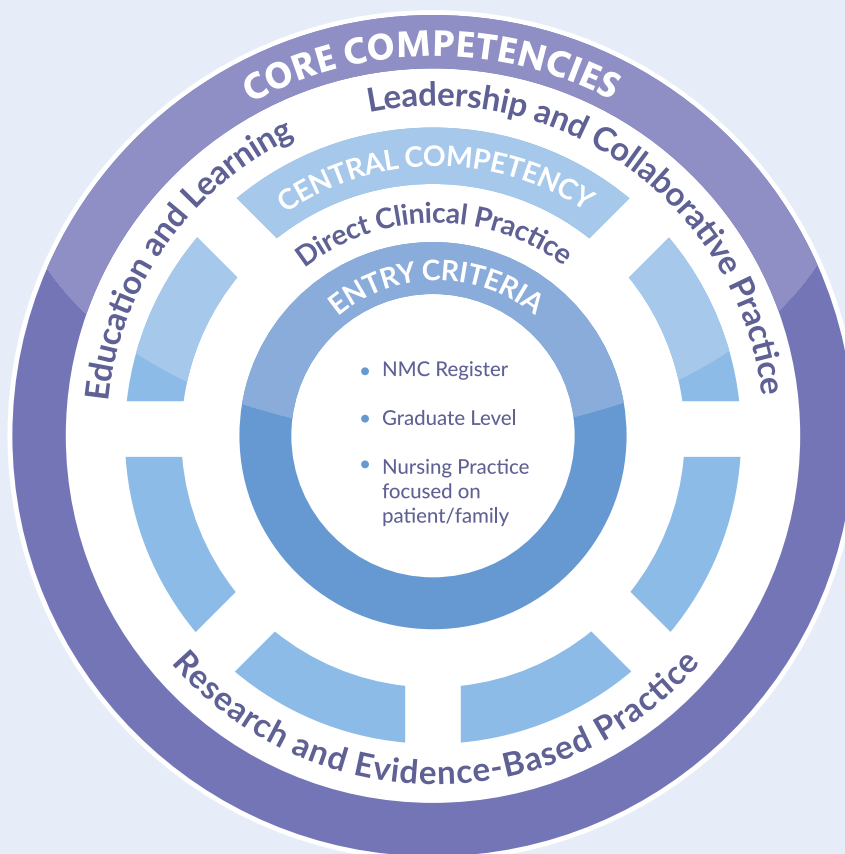 CORE COMPETENCIES
Education and Learning
Leadership and Collaborative Practice
CENTRAL COMPETENCY
Direct Clinical Practice
ENTRY CRITERIA
• NMC Register
• Graduate Level
• Nursing Practice
focused on
patient/family
Research and Evidence-Based Practice